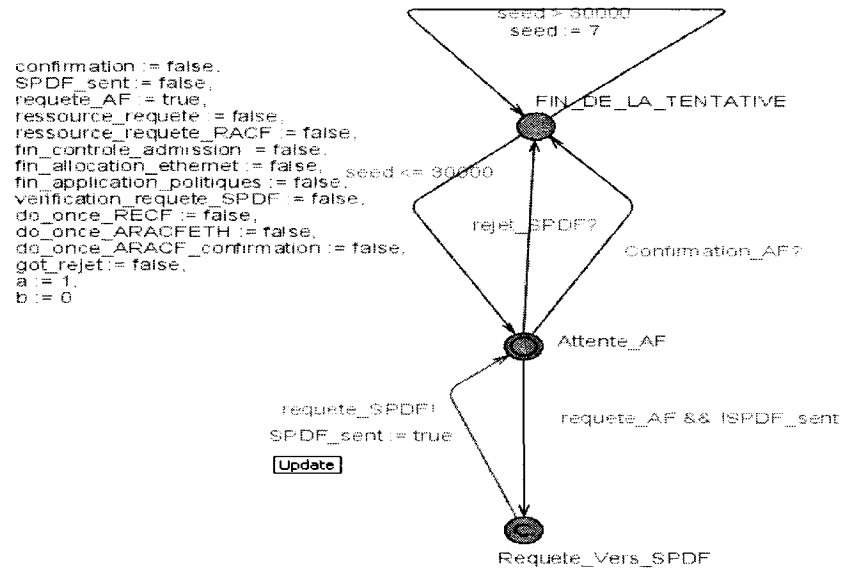 seed > 30000
seed := 7
confirmation := false,
SPDF_sent := false,
requete_AF := true,
ressource_requete := false,
ressource_requete_RACF := false,
fin_controle_admission = false.
fin_allocation_ethernet := false,
fin_application_politiques := false.
verification_requete_SPDF := false,
do_once_RECF := false,
do_once_ARACFETH := false,
do_once_ARACF_confirmation := false,
got_rejet := false,
a := 1,
b := 0
FIN_DE_LA_TENTATIVE
seed <= 30000
rejet_SPDF?
Confirmation_AF?
Attente_AF
requete_SPDF!
SPDF_sent := true
Update
requete_AF && !SPDF_sent
C
Requete_Vers_SPDF